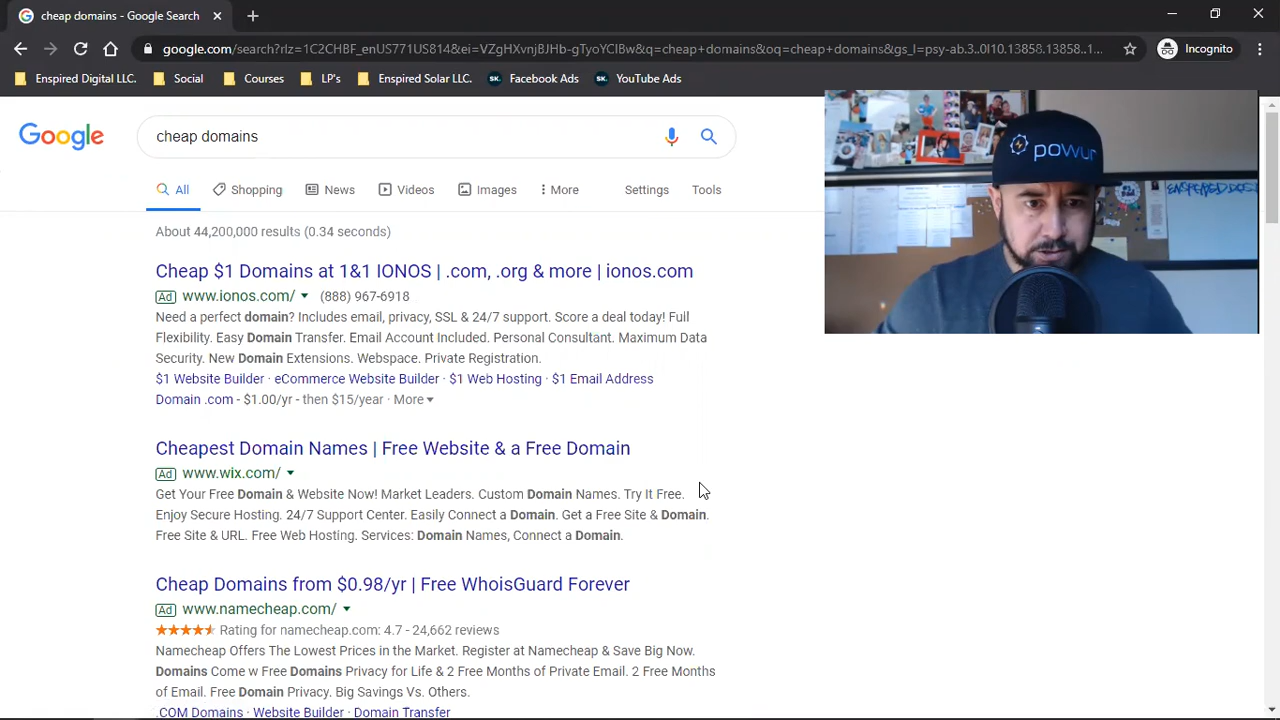 cheap domains - Google Search
google.com/search?rlz=1C2CHBF_enUS771US814&ei=VZgHXvnjBJHb-gTyoYCIBw&q=cheap+domains&oq=cheap+domains&gs_l=psy-ab.3..0l10.13858.13858..1...
Incognito
Enspired Digital LLC.
Social
Courses
LP's
Enspired Solar LLC.
SK. Facebook Ads
SK. YouTube Ads
Google
cheap domains
All
Shopping
News
Videos
Images
More
Settings
Tools
About 44,200,000 results (0.34 seconds)
Cheap $1 Domains at 1&1 IONOS | .com, .org & more | ionos.com
Ad www.ionos.com/ (888) 967-6918
Need a perfect domain? Includes email, privacy, SSL & 24/7 support. Score a deal today! Full
Flexibility. Easy Domain Transfer. Email Account Included. Personal Consultant. Maximum Data
Security. New Domain Extensions. Webspace. Private Registration.
$1 Website Builder · eCommerce Website Builder · $1 Web Hosting · $1 Email Address
Domain .com - $1.00/yr - then $15/year · More
Cheapest Domain Names | Free Website & a Free Domain
Ad www.wix.com/
Get Your Free Domain & Website Now! Market Leaders. Custom Domain Names. Try It Free.
Enjoy Secure Hosting. 24/7 Support Center. Easily Connect a Domain. Get a Free Site & Domain.
Free Site & URL. Free Web Hosting. Services: Domain Names, Connect a Domain.
Cheap Domains from $0.98/yr | Free WhoisGuard Forever
Ad www.namecheap.com/
Rating for namecheap.com: 4.7 - 24,662 reviews
Namecheap Offers The Lowest Prices in the Market. Register at Namecheap & Save Big Now.
Domains Come w Free Domains Privacy for Life & 2 Free Months of Private Email. 2 Free Months
of Email. Free Domain Privacy. Big Savings Vs. Others.
.COM Domains · Website Builder · Domain Transfer
powur